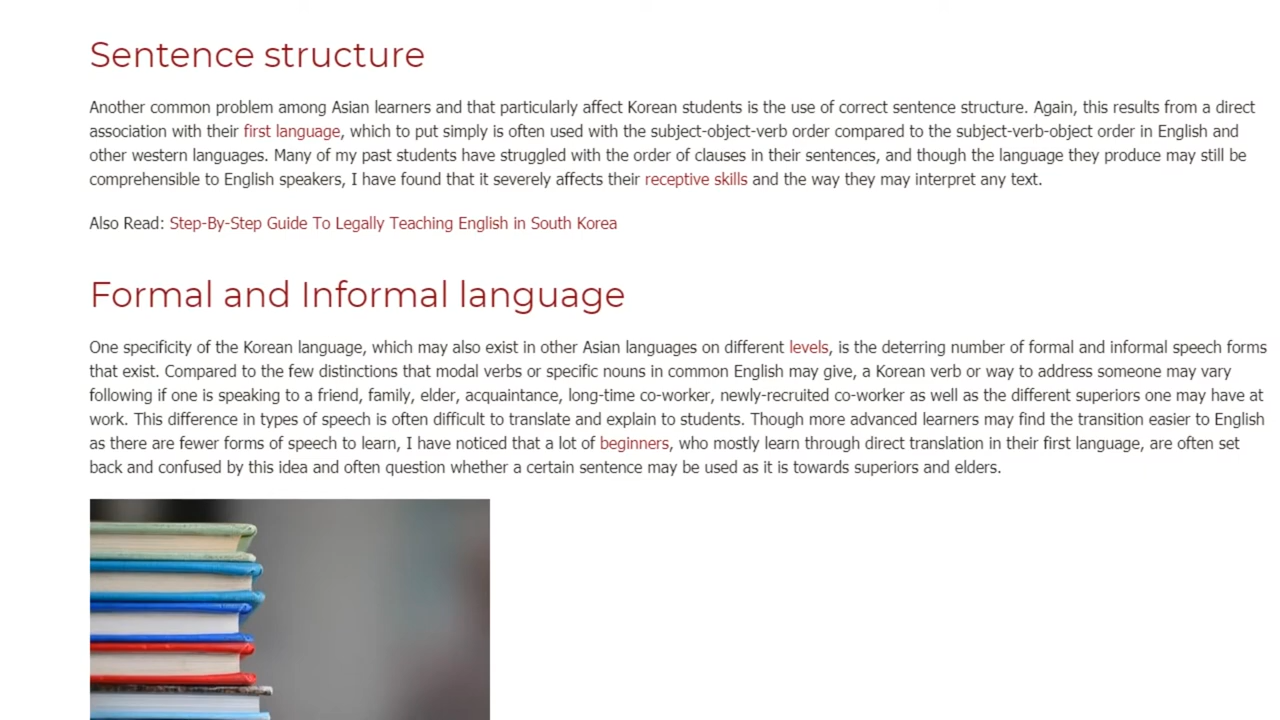 Sentence structure
Another common problem among Asian learners and that particularly affect Korean students is the use of correct sentence structure. Again, this results from a direct
association with their first language, which to put simply is often used with the subject-object-verb order compared to the subject-verb-object order in English and
other western languages. Many of my past students have struggled with the order of clauses in their sentences, and though the language they produce may still be
comprehensible to English speakers, I have found that it severely affects their receptive skills and the way they may interpret any text.
Also Read: Step-By-Step Guide To Legally Teaching English in South Korea
Formal and Informal language
One specificity of the Korean language, which may also exist in other Asian languages on different levels, is the deterring number of formal and informal speech forms
that exist. Compared to the few distinctions that modal verbs or specific nouns in common English may give, a Korean verb or way to address someone may vary
following if one is speaking to a friend, family, elder, acquaintance, long-time co-worker, newly-recruited co-worker as well as the different superiors one may have at
work. This difference in types of speech is often difficult to translate and explain to students. Though more advanced learners may find the transition easier to English
as there are fewer forms of speech to learn, I have noticed that a lot of beginners, who mostly learn through direct translation in their first language, are often set
back and confused by this idea and often question whether a certain sentence may be used as it is towards superiors and elders.